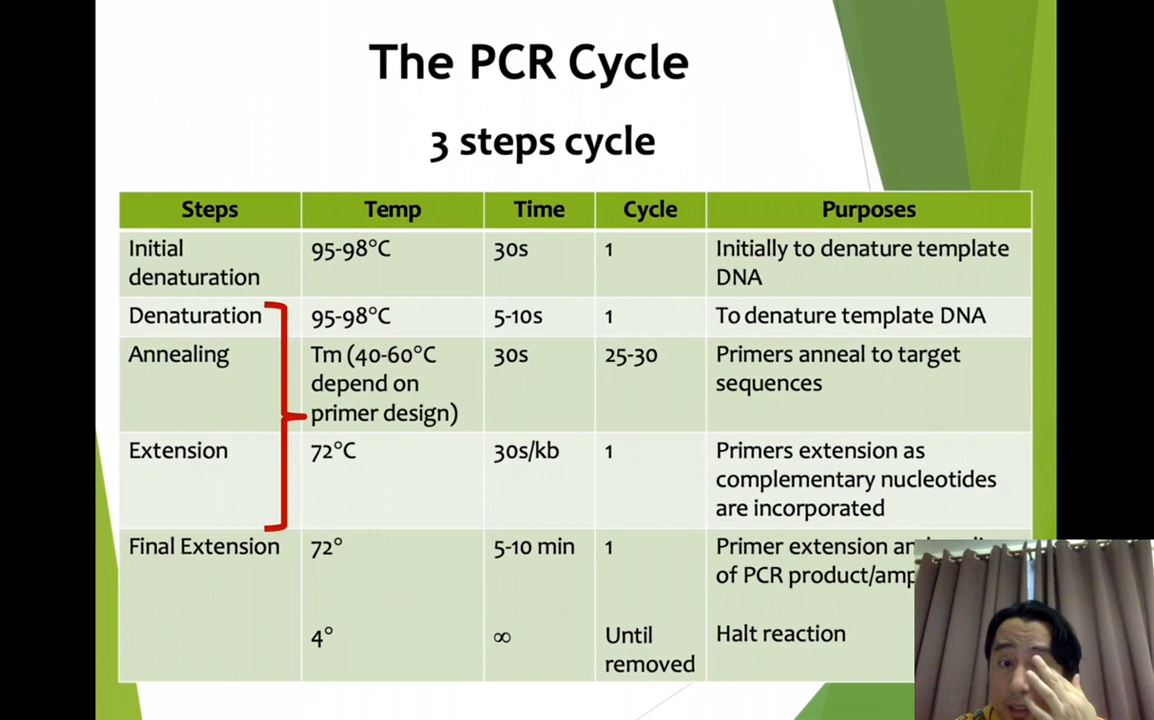 The PCR Cycle
3 steps cycle
Steps Temp Time Cycle Purposes
Initial denaturation 95-98°C 30s 1 Initially to denature template DNA
Denaturation 95-98°C 5-10s 1 To denature template DNA
Annealing Tm (40-60°C depend on primer design) 30s 25-30 Primers anneal to target sequences
Extension 72°C 30s/kb 1 Primers extension as complementary nucleotides are incorporated
Final Extension 72° 5-10 min 1 Primer extension of PCR
4° ∞ Until removed Halt reaction